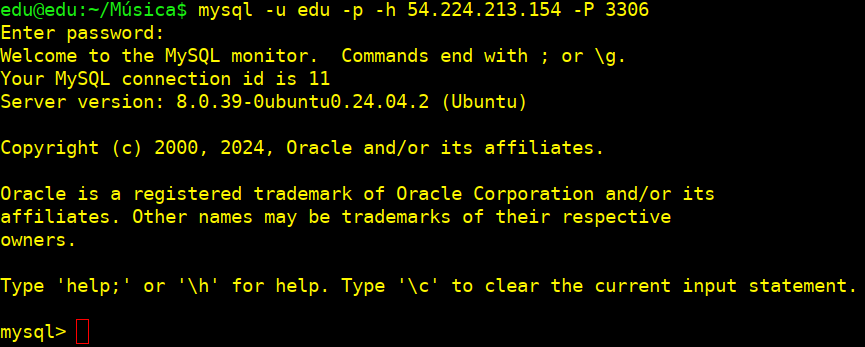 edu@edu:~/Música$ mysql -u edu -p -h 54.224.213.154 -P 3306
Enter password:
Welcome to the MySQL monitor.  Commands end with ; or \g.
Your MySQL connection id is 11
Server version: 8.0.39-0ubuntu0.24.04.2 (Ubuntu)
Copyright (c) 2000, 2024, Oracle and/or its affiliates.
Oracle is a registered trademark of Oracle Corporation and/or its
affiliates. Other names may be trademarks of their respective
owners.
Type 'help;' or '\h' for help. Type '\c' to clear the current input statement.
mysql>